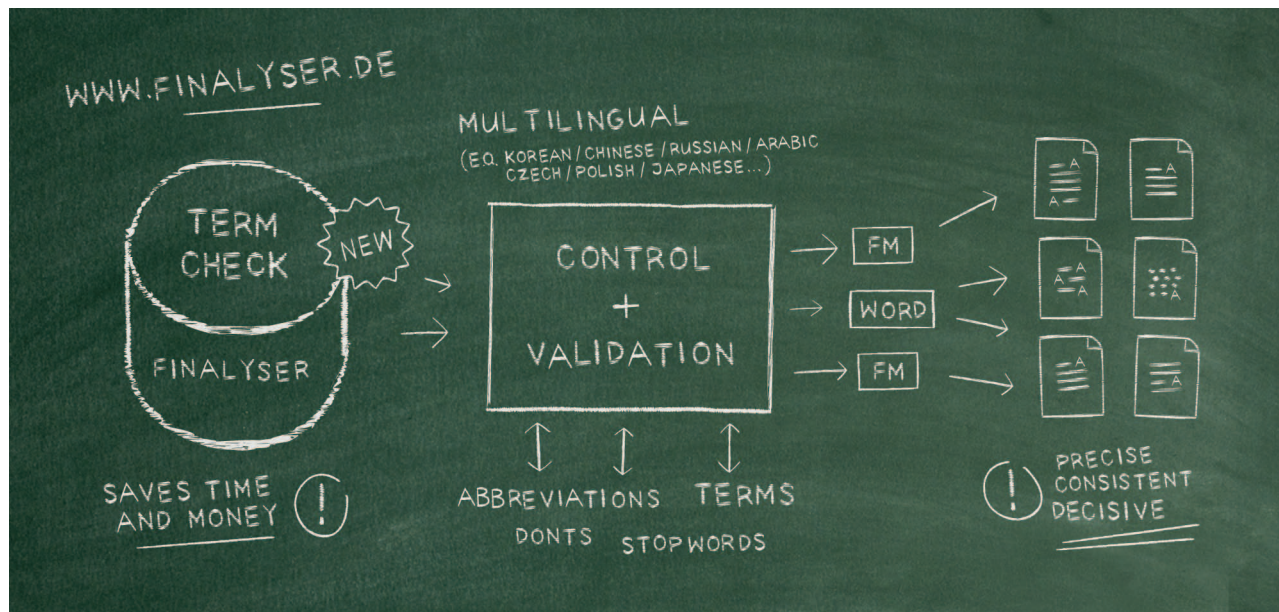 WWW.FINALYSER.DE
TERM
CHECK
NEW
FINALYSER
SAVES TIME
AND MONEY
!
MULTILINGUAL
(E.Q. KOREAN / CHINESE / RUSSIAN / ARABIC
CZECH / POLISH / JAPANESE...)
CONTROL
+
VALIDATION
ABBREVIATIONS
TERMS
DONTS
STOPWORDS
FM
WORD
FM
A
A
A
A
A
A
A
A
A
!
PRECISE
CONSISTENT
DECISIVE